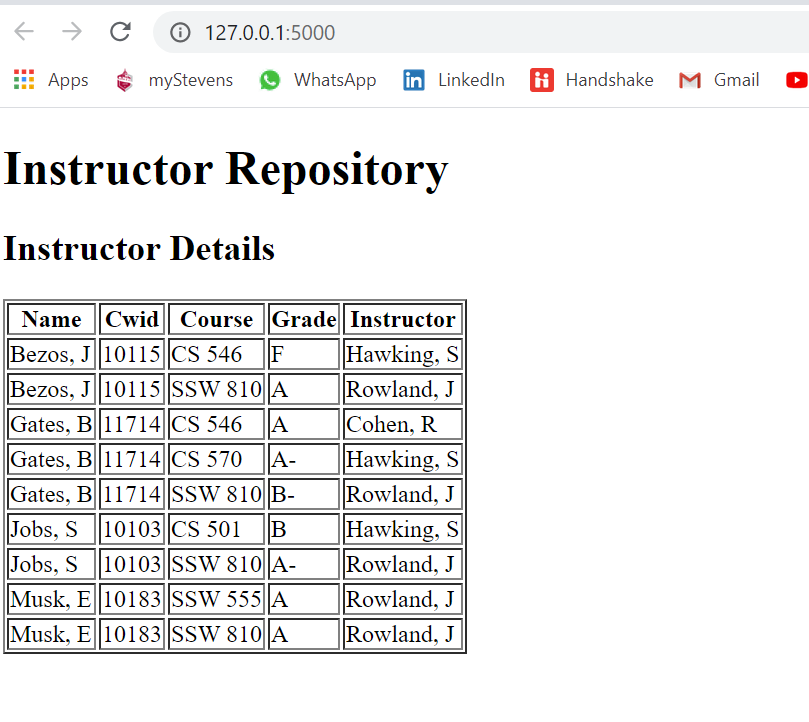 127.0.0.1:5000
Apps myStevens WhatsApp LinkedIn Handshake Gmail
Instructor Repository
Instructor Details
Name Cwid Course Grade Instructor
Bezos, J 10115 CS 546 F Hawking, S
Bezos, J 10115 SSW 810 A Rowland, J
Gates, B 11714 CS 546 A Cohen, R
Gates, B 11714 CS 570 A- Hawking, S
Gates, B 11714 SSW 810 B- Rowland, J
Jobs, S 10103 CS 501 B Hawking, S
Jobs, S 10103 SSW 810 A- Rowland, J
Musk, E 10183 SSW 555 A Rowland, J
Musk, E 10183 SSW 810 A Rowland, J